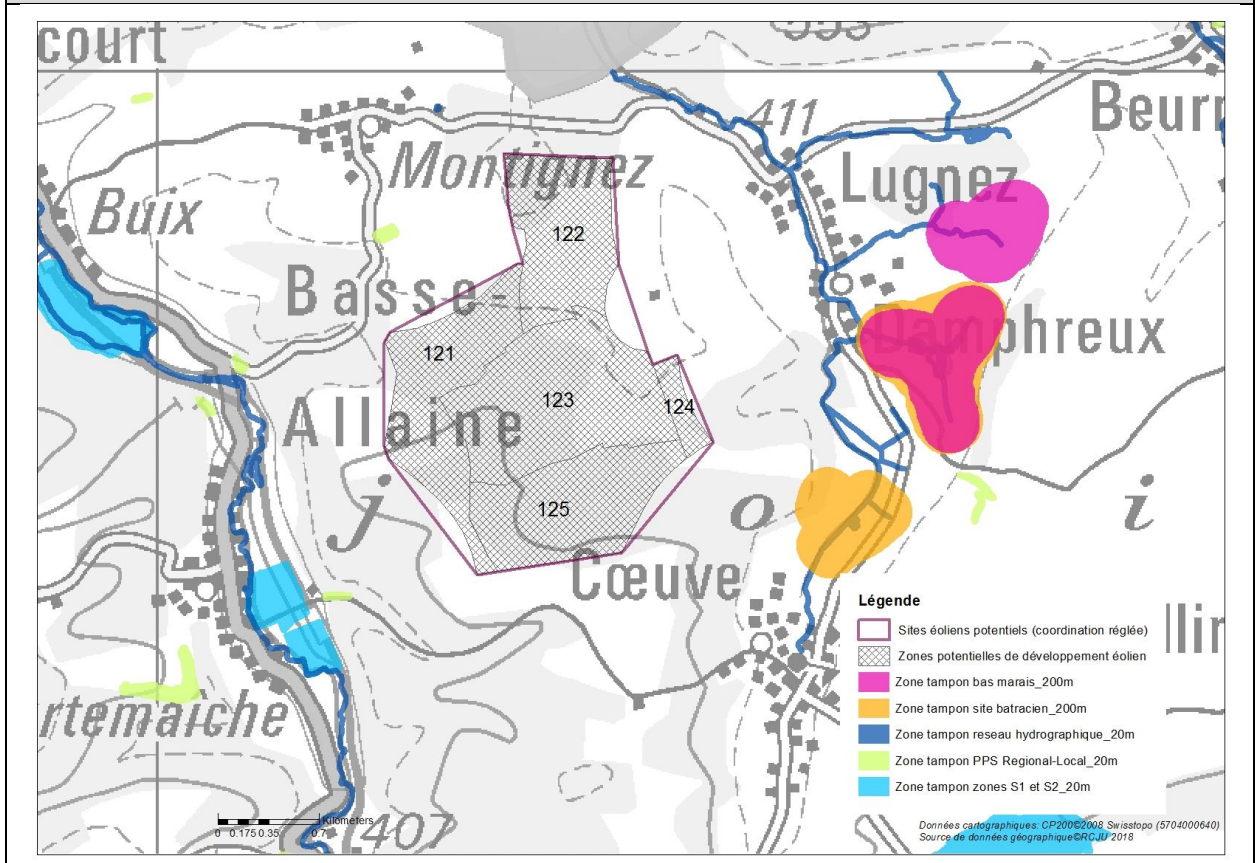 court
553
Beurn
411
Montignez
Lugnez
Buix
122
Basse-
Damphreux
121
123
124
Allaine
J
o
i
125
Cœuve
Légende
Sites éoliens potentiels (coordination réglée)
llin
Zones potentielles de développement éolien
Zone tampon bas marais_200m
rtemaiche
Zone tampon site batracien_200m
Zone tampon reseau hydrographique_20m
Zone tampon PPS Regional-Local_20m
Zone tampon zones S1 et S2_20m
Kilometers
0 0.175 0.35 0.7
407
Données cartographiques: CP200©2008 Swisstopo (5704000640)
Source de données géographique©RCJU 2018